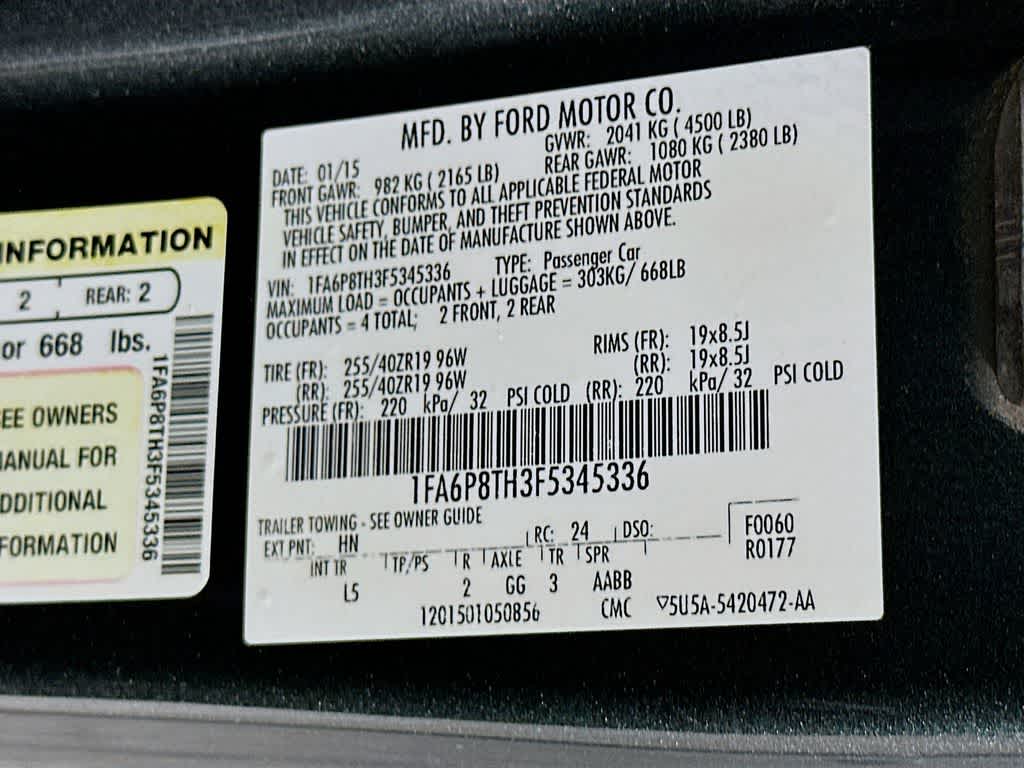 INFORMATION
2 REAR: 2
or 668 lbs.
SEE OWNERS
MANUAL FOR
ADDITIONAL
INFORMATION
1FA6P8TH3F5345336
MFD. BY FORD MOTOR CO.
DATE: 01/15 GVWR: 2041 KG ( 4500 LB)
FRONT GAWR: 982 KG ( 2165 LB) REAR GAWR: 1080 KG ( 2380 LB)
THIS VEHICLE CONFORMS TO ALL APPLICABLE FEDERAL MOTOR
VEHICLE SAFETY, BUMPER, AND THEFT PREVENTION STANDARDS
IN EFFECT ON THE DATE OF MANUFACTURE SHOWN ABOVE.
VIN: 1FA6P8TH3F5345336 TYPE: Passenger Car
MAXIMUM LOAD = OCCUPANTS + LUGGAGE = 303KG/ 668LB
OCCUPANTS = 4 TOTAL; 2 FRONT, 2 REAR
TIRE (FR): 255/40ZR19 96W RIMS (FR): 19x8.5J
(RR): 255/40ZR19 96W (RR): 19x8.5J
PRESSURE (FR): 220 kPa/ 32 PSI COLD (RR): 220 kPa/ 32 PSI COLD
1FA6P8TH3F5345336
TRAILER TOWING - SEE OWNER GUIDE
EXT PNT: HN RC: 24 DSO: F0060
R0177
INT TR TP/PS R AXLE TR SPR
L5 2 GG 3 AABB
1201501050856 CMC ▽5U5A-5420472-AA